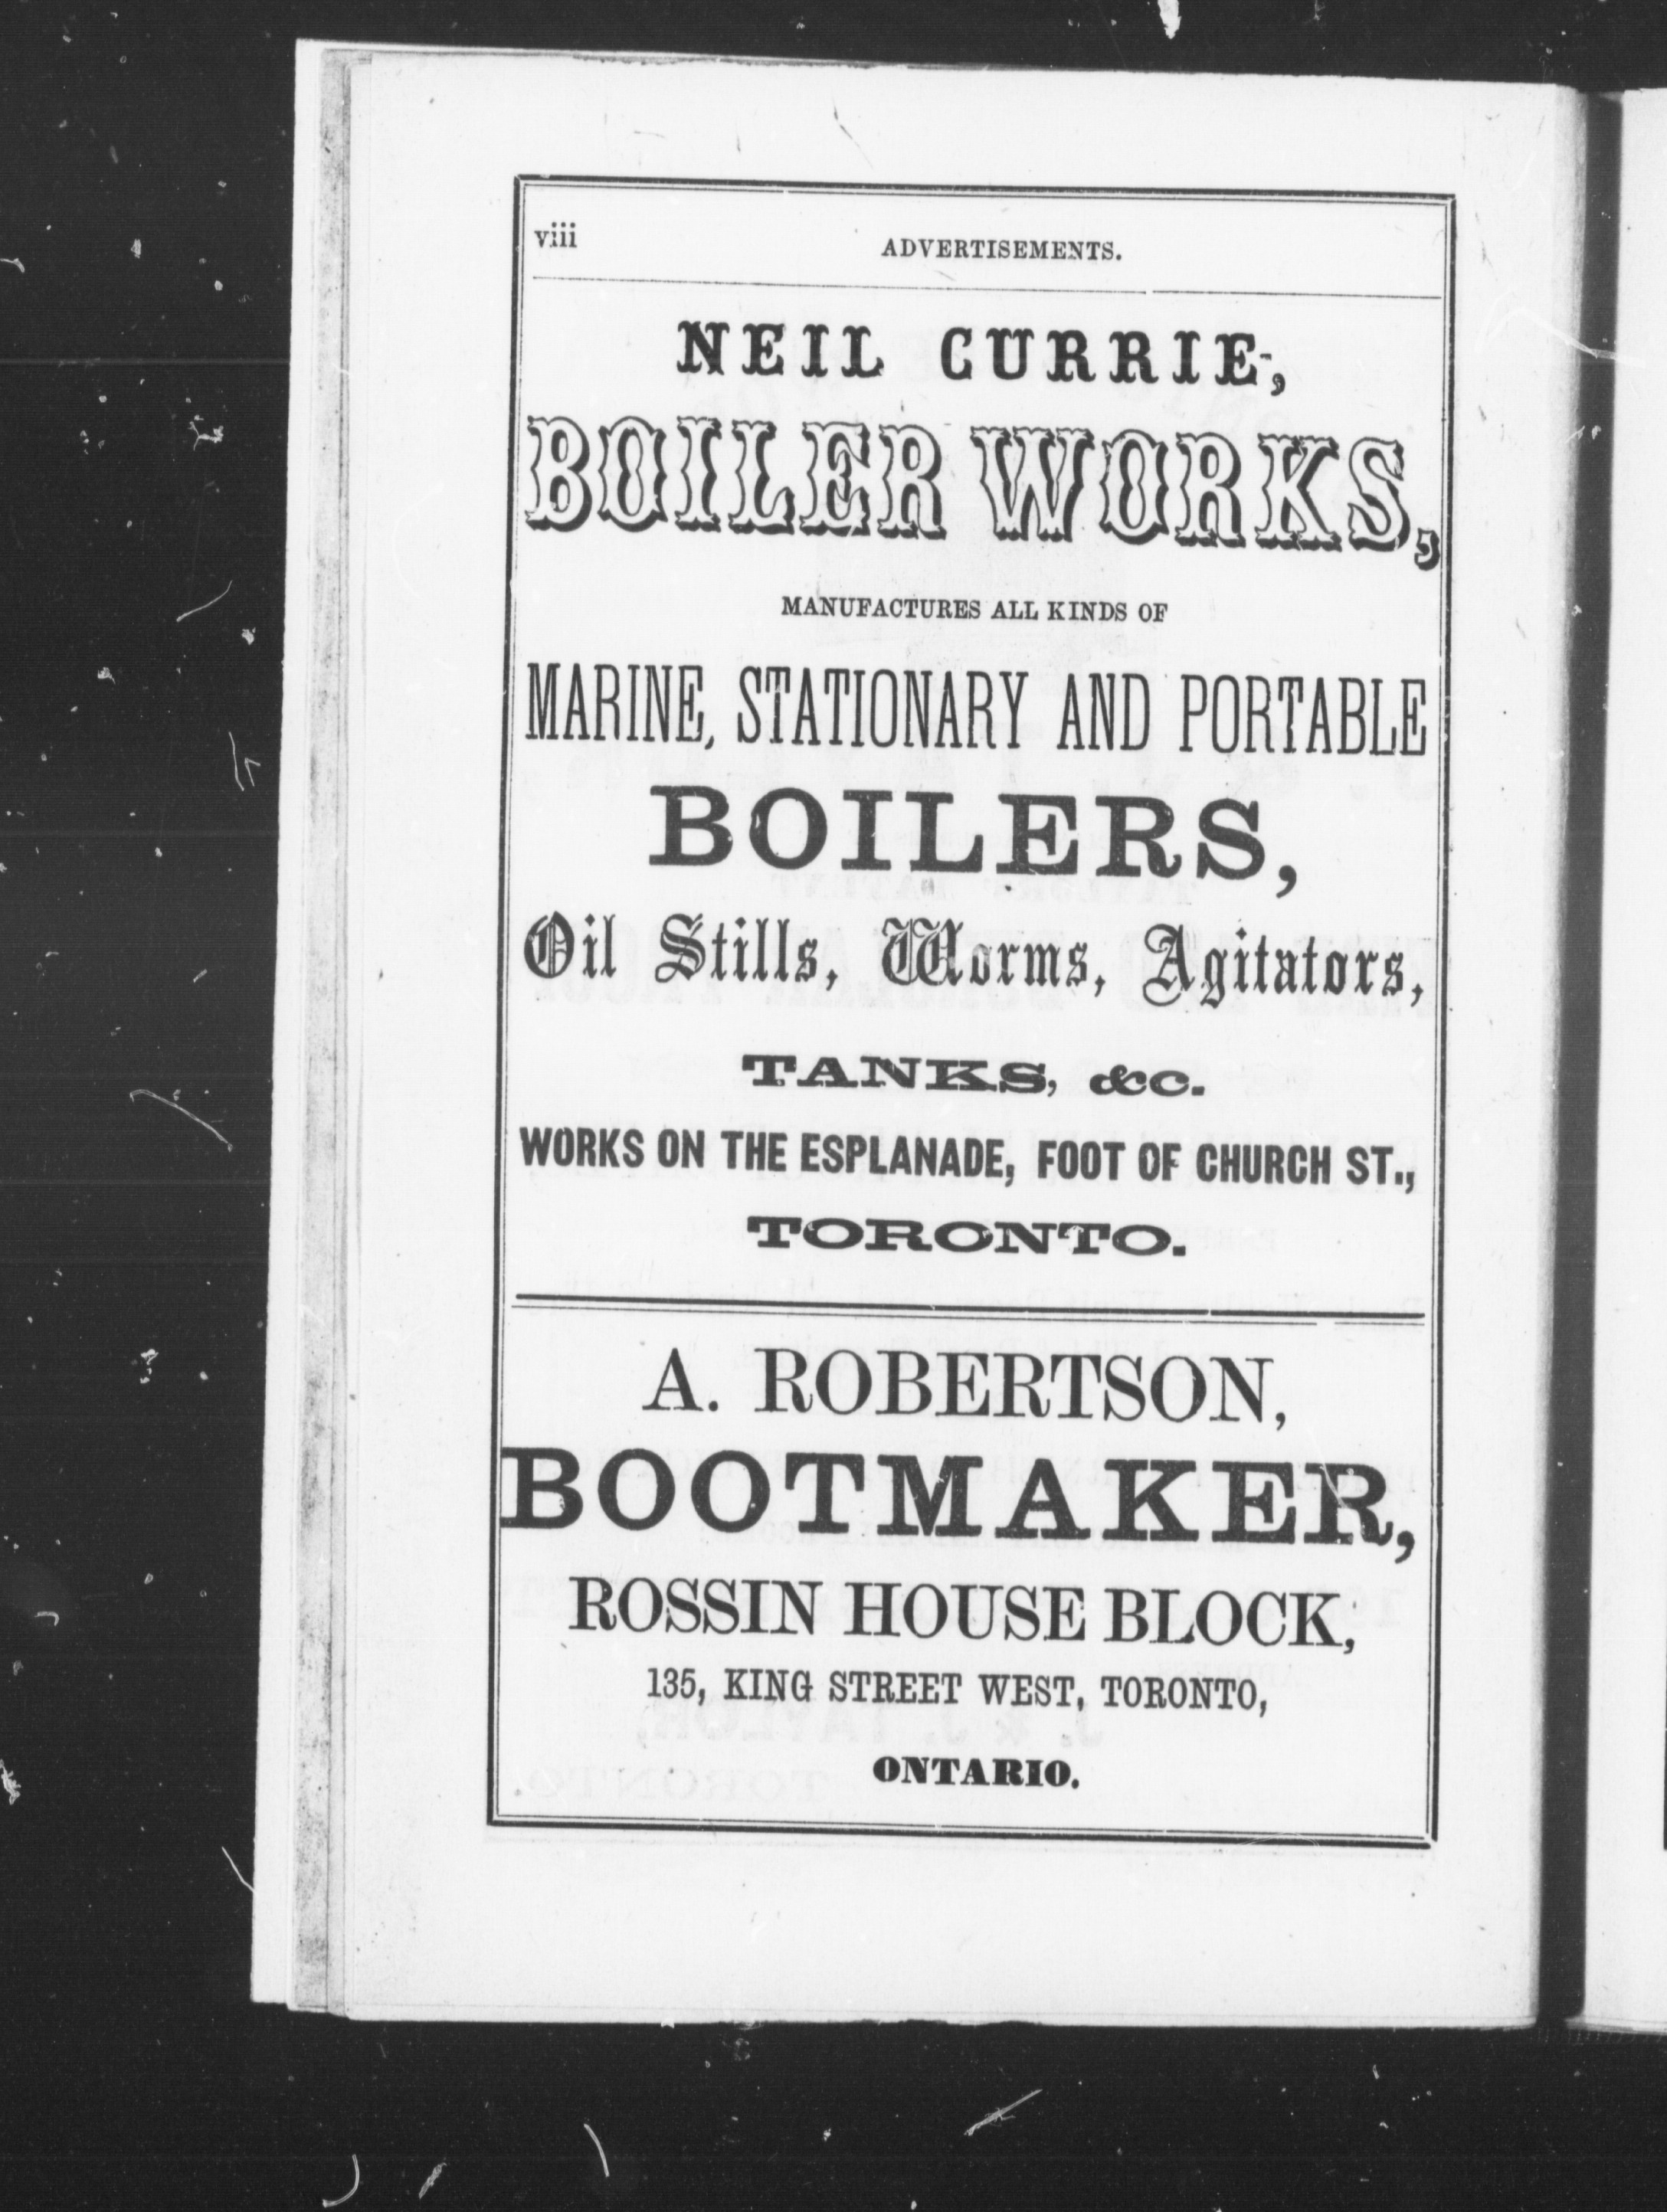 viii
ADVERTISEMENTS.
NEIL CURRIE,
BOILER WORKS,
MANUFACTURES ALL KINDS OF
MARINE, STATIONARY AND PORTABLE
BOILERS,
Oil Stills, Worms, Agitators,
TANKS, &c.
WORKS ON THE ESPLANADE, FOOT OF CHURCH ST.,
TORONTO.
A. ROBERTSON,
BOOTMAKER,
ROSSIN HOUSE BLOCK,
135, KING STREET WEST, TORONTO,
ONTARIO.